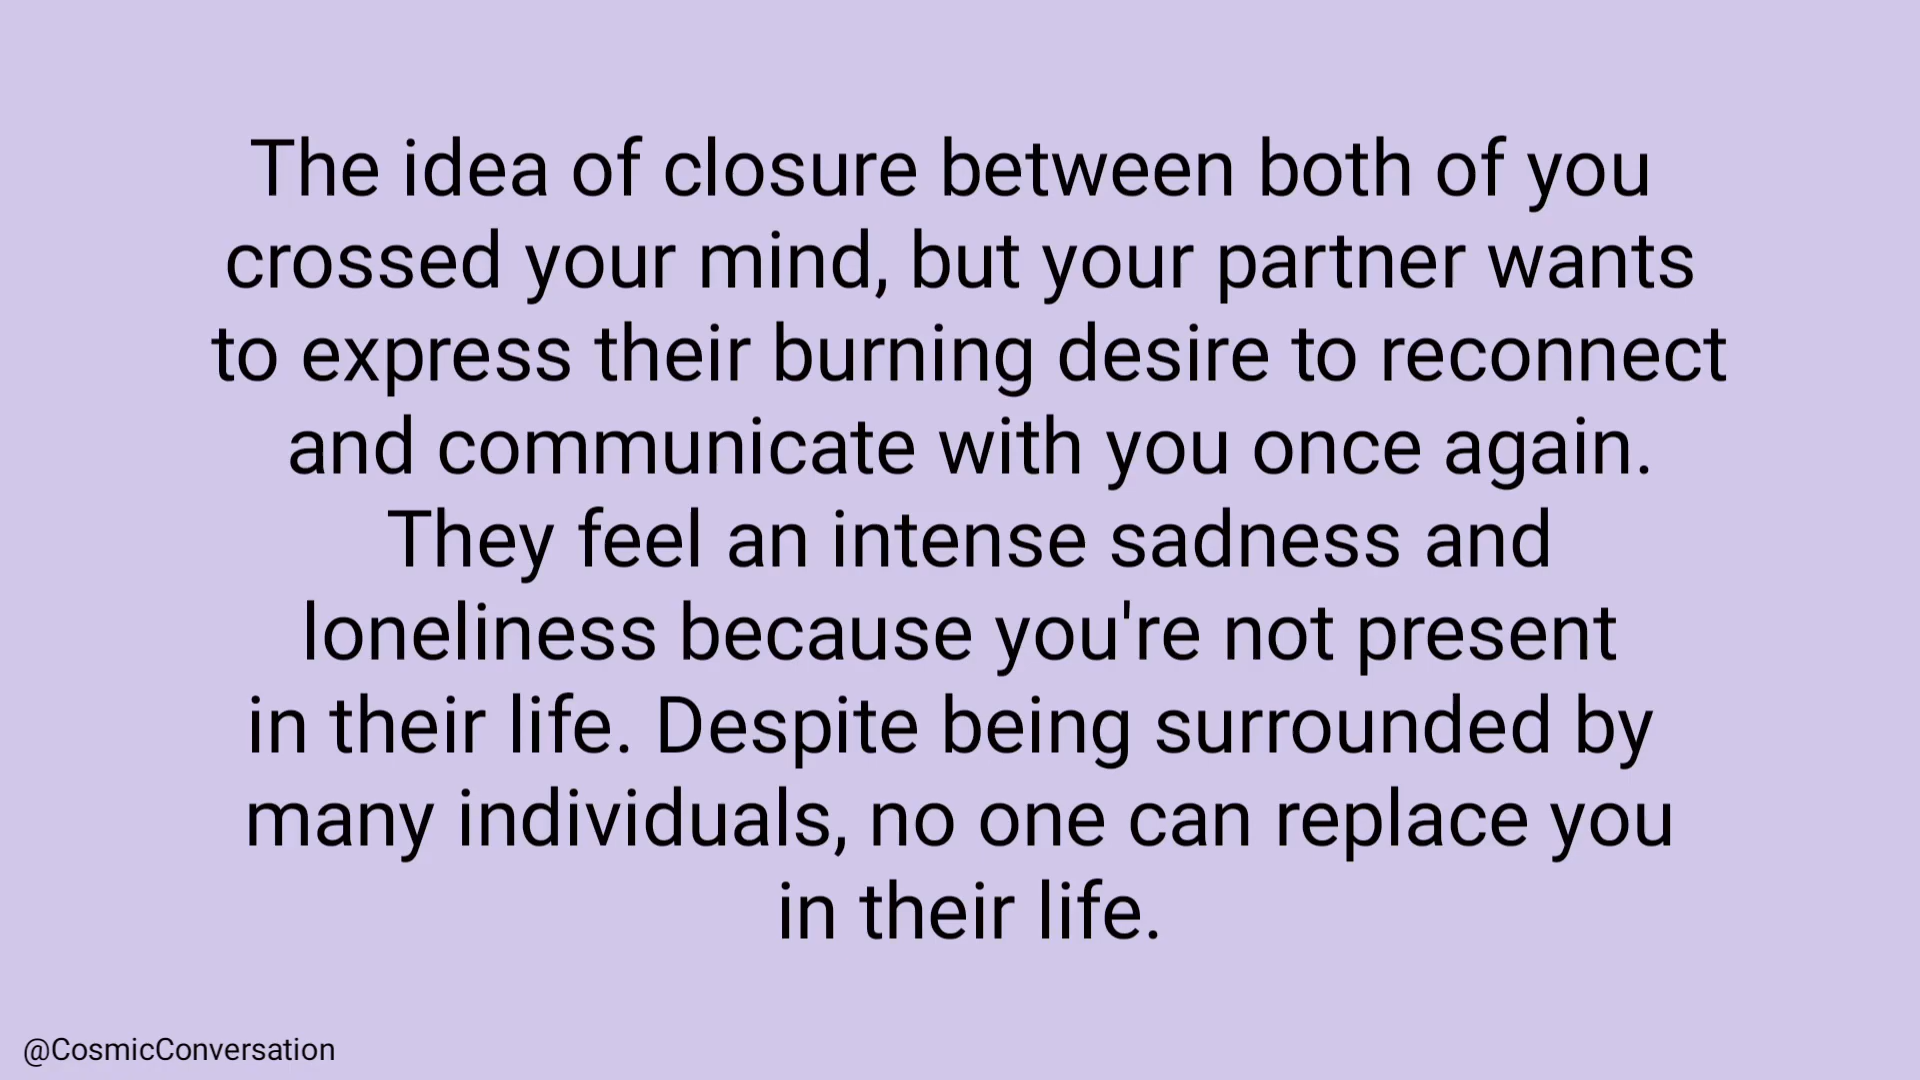 The idea of closure between both of you
crossed your mind, but your partner wants
to express their burning desire to reconnect
and communicate with you once again.
They feel an intense sadness and
loneliness because you're not present
in their life. Despite being surrounded by
many individuals, no one can replace you
in their life.
@CosmicConversation